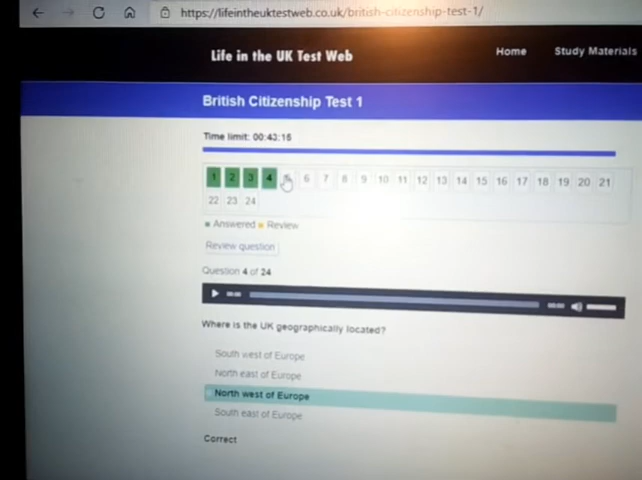 https://lifeintheuktestweb.co.uk/british-citizenship-test-1/
Life in the UK Test Web Home Study Materials
British Citizenship Test 1
Time limit: 00:43:16
1 2 3 4 5 6 7 8 9 10 11 12 13 14 15 16 17 18 19 20 21
22 23 24
Answered Review
Review question
Question 4 of 24
00:00 00:00
Where is the UK geographically located?
South west of Europe
North east of Europe
North west of Europe
South east of Europe
Correct